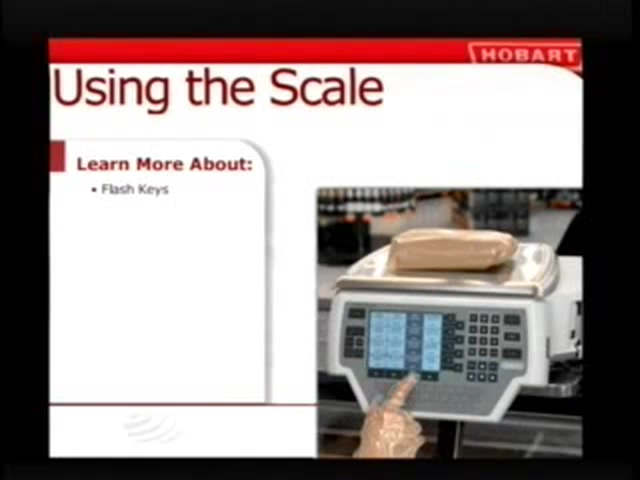 HOBART
Using the Scale
Learn More About:
• Flash Keys